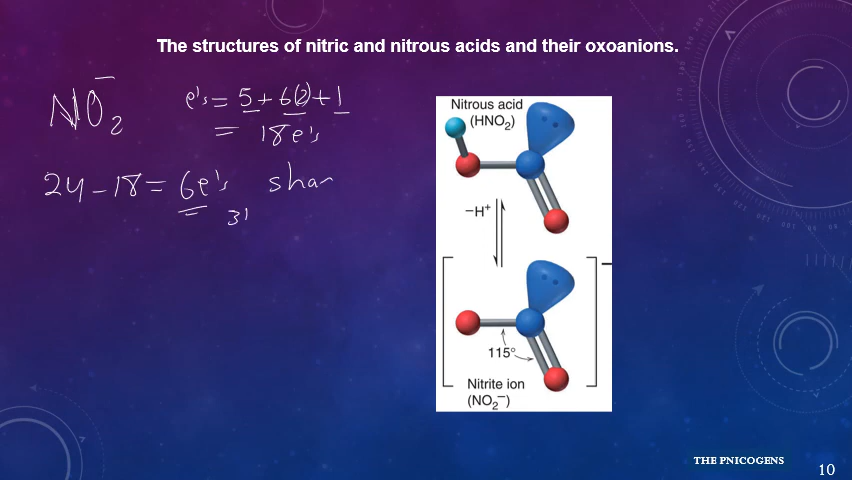 The structures of nitric and nitrous acids and their oxoanions.
NO₂⁻
e's = 5 + 6(2) + 1
= 18e's
24 - 18 = 6e's shar
31
Nitrous acid
(HNO₂)
−H⁺
115°
Nitrite ion
(NO₂⁻)
−
THE PNICOGENS
10